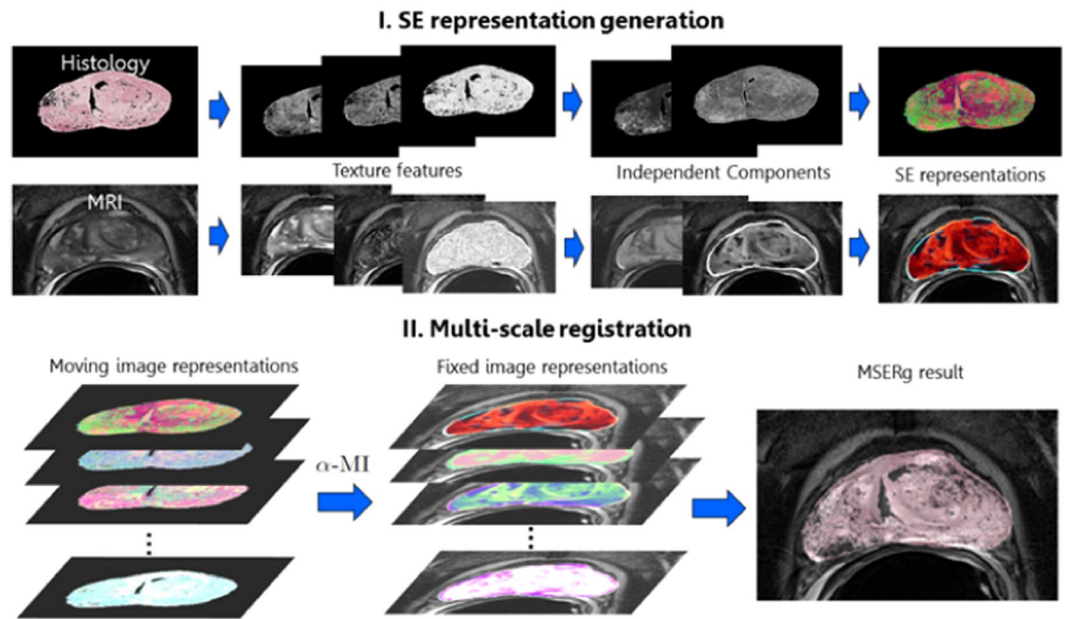 I. SE representation generation
Histology
Texture features
Independent Components
SE representations
MRI
II. Multi-scale registration
Moving image representations
Fixed image representations
MSERg result
α-MI